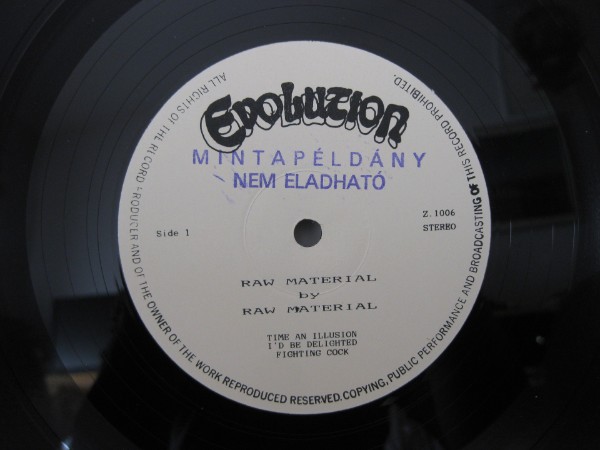 Evolution
MINTAPÉLDÁNY
NEM ELADHATÓ
Side 1
Z.1006
STEREO
RAW MATERIAL
by
RAW MATERIAL
TIME AN ILLUSION
I'D BE DELIGHTED
FIGHTING COCK
ALL RIGHTS OF THE RECORD PRODUCER AND OF THE OWNER OF THE WORK REPRODUCED RESERVED. COPYING, PUBLIC PERFORMANCE AND BROADCASTING OF THIS RECORD PROHIBITED.